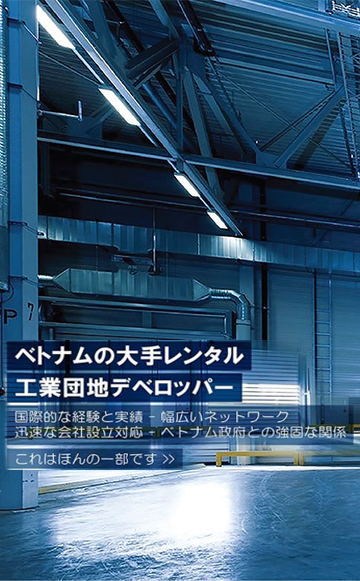 P 7
ベトナムの大手レンタル
工業団地デベロッパー
国際的な経験と実績 - 幅広いネットワーク
迅速な会社設立対応 - ベトナム政府との強固な関係
これはほんの一部です >>